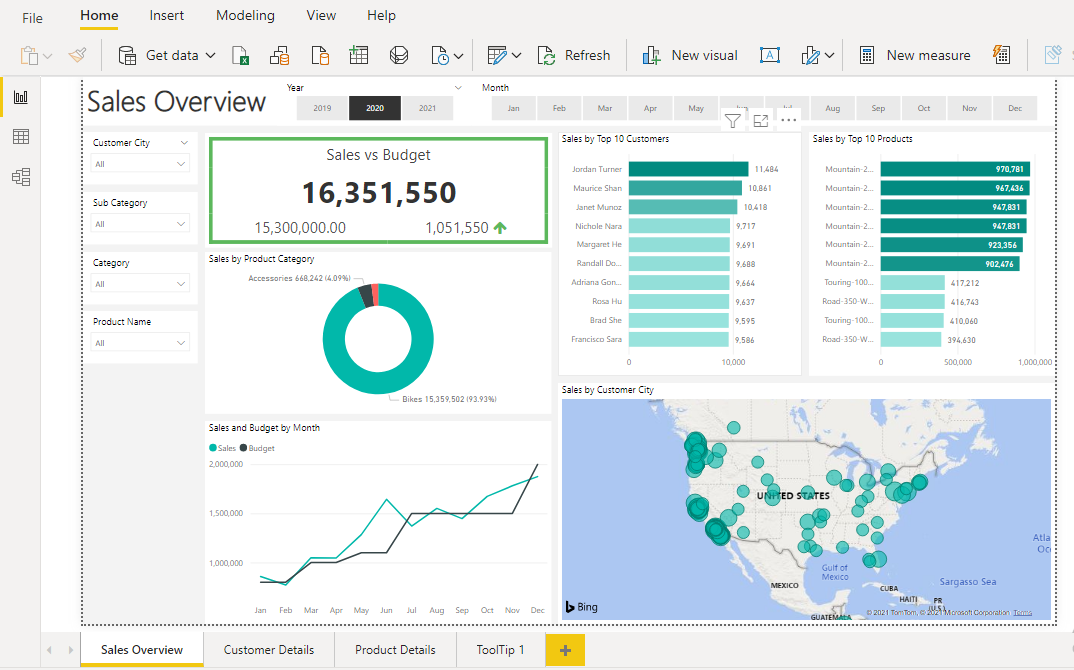 File
Home
Insert
Modeling
View
Help
Get data
Refresh
New visual
New measure
Sales Overview
Year
2019
2020
2021
Month
Jan
Feb
Mar
Apr
May
Aug
Sep
Oct
Nov
Dec
Customer City
All
Sub Category
All
Category
All
Product Name
All
Sales vs Budget
16,351,550
15,300,000.00
1,051,550
Sales by Product Category
Accessories 668,242 (4.09%)
Bikes 15,359,502 (93.93%)
Sales and Budget by Month
Sales
Budget
2,000,000
1,500,000
1,000,000
Jan
Feb
Mar
Apr
May
Jun
Jul
Aug
Sep
Oct
Nov
Dec
Sales by Top 10 Customers
Jordan Turner 11,484
Maurice Shan 10,861
Janet Munoz 10,418
Nichole Nara 9,717
Margaret He 9,691
Randall Do... 9,688
Adriana Gon... 9,664
Rosa Hu 9,637
Brad She 9,595
Francisco Sara 9,586
0
10,000
Sales by Top 10 Products
Mountain-2... 970,781
Mountain-2... 967,436
Mountain-2... 947,831
Mountain-2... 947,831
Mountain-2... 923,356
Mountain-2... 902,476
Touring-100... 417,212
Road-350-W... 416,743
Touring-100... 410,060
Road-350-W... 394,630
0
500,000
1,000,000
Sales by Customer City
UNITED STATES
Atla
Oc
Gulf of
Mexico
MEXICO
CUBA
Sargasso Sea
HAITI
PR
(U.S.)
GUATEMALA
Bing
© 2021 TomTom, © 2021 Microsoft Corporation Terms
Sales Overview
Customer Details
Product Details
ToolTip 1
+